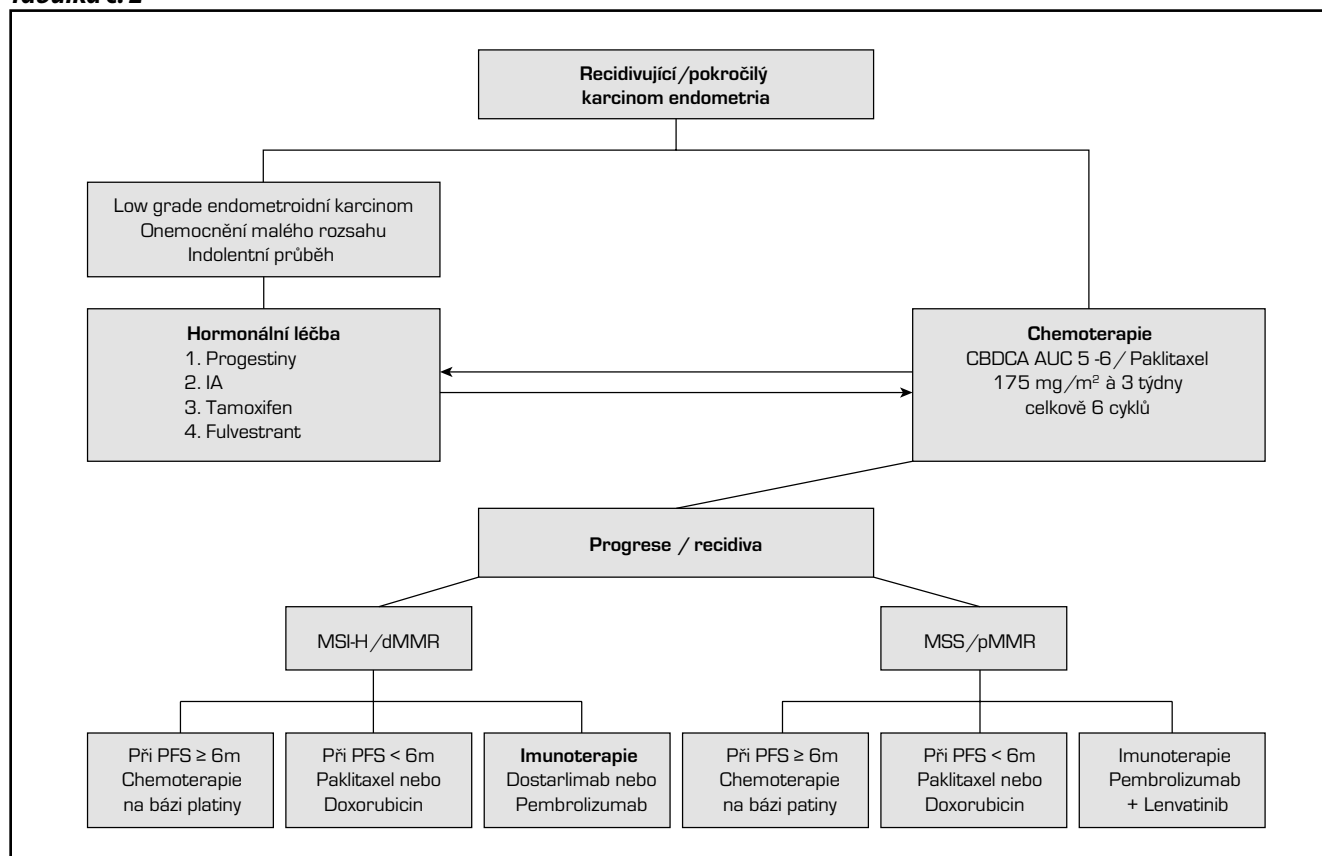 Recidivující/pokročilý
karcinom endometria
Low grade endometroidní karcinom
Onemocnění malého rozsahu
Indolentní průběh
Hormonální léčba
1. Progestiny
2. IA
3. Tamoxifen
4. Fulvestrant
Chemoterapie
CBDCA AUC 5 -6/ Paklitaxel
175 mg/m² à 3 týdny
celkově 6 cyklů
Progrese / recidiva
MSI-H/dMMR
MSS/pMMR
Při PFS ≥ 6m
Chemoterapie
na bázi platiny
Při PFS < 6m
Paklitaxel nebo
Doxorubicin
Imunoterapie
Dostarlimab nebo
Pembrolizumab
Při PFS ≥ 6m
Chemoterapie
na bázi patiny
Při PFS < 6m
Paklitaxel nebo
Doxorubicin
Imunoterapie
Pembrolizumab
+ Lenvatinib